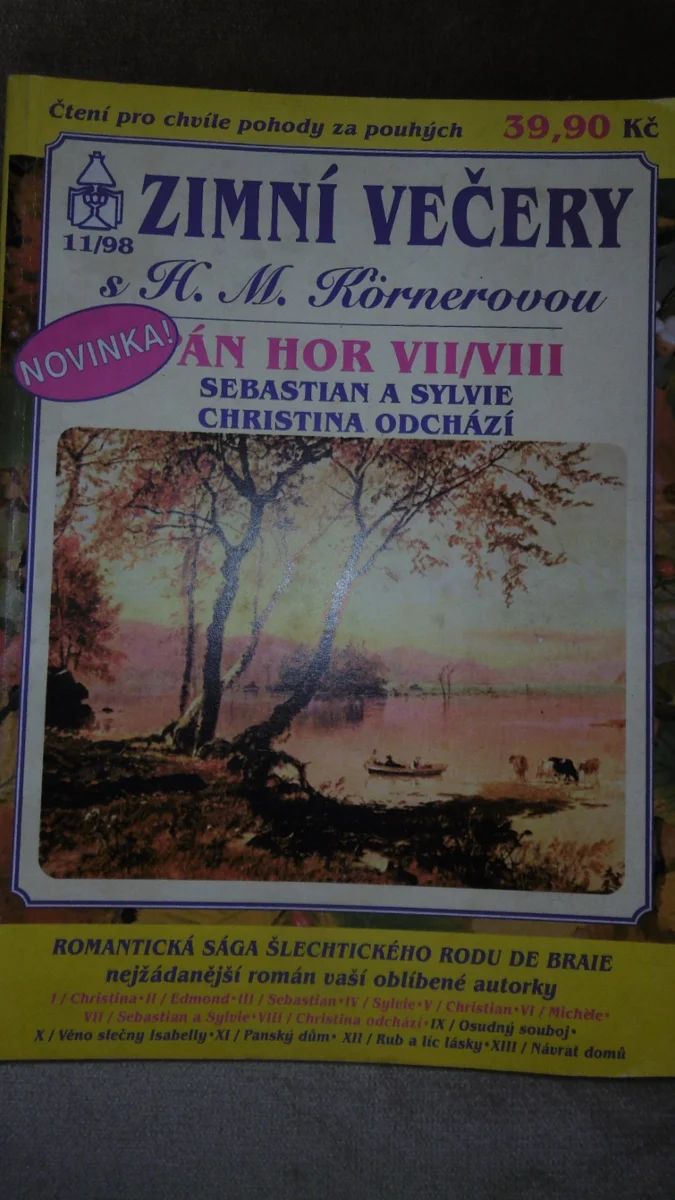 Čtení pro chvíle pohody za pouhých 39,90 Kč
ZIMNÍ VEČERY
11/98
s H. M. Körnerovou
NOVINKA!
PÁN HOR VII/VIII
SEBASTIAN A SYLVIE
CHRISTINA ODCHÁZÍ
ROMANTICKÁ SÁGA ŠLECHTICKÉHO RODU DE BRAIE
nejžádanější román vaší oblíbené autorky
I / Christina • II / Edmond • III / Sebastian • IV / Sylvie • V / Christian • VI / Michèle •
VII / Sebastian a Sylvie • VIII / Christina odchází • IX / Osudný souboj •
X / Věno slečny Isabelly • XI / Panský dům • XII / Rub a líc lásky • XIII / Návrat domů